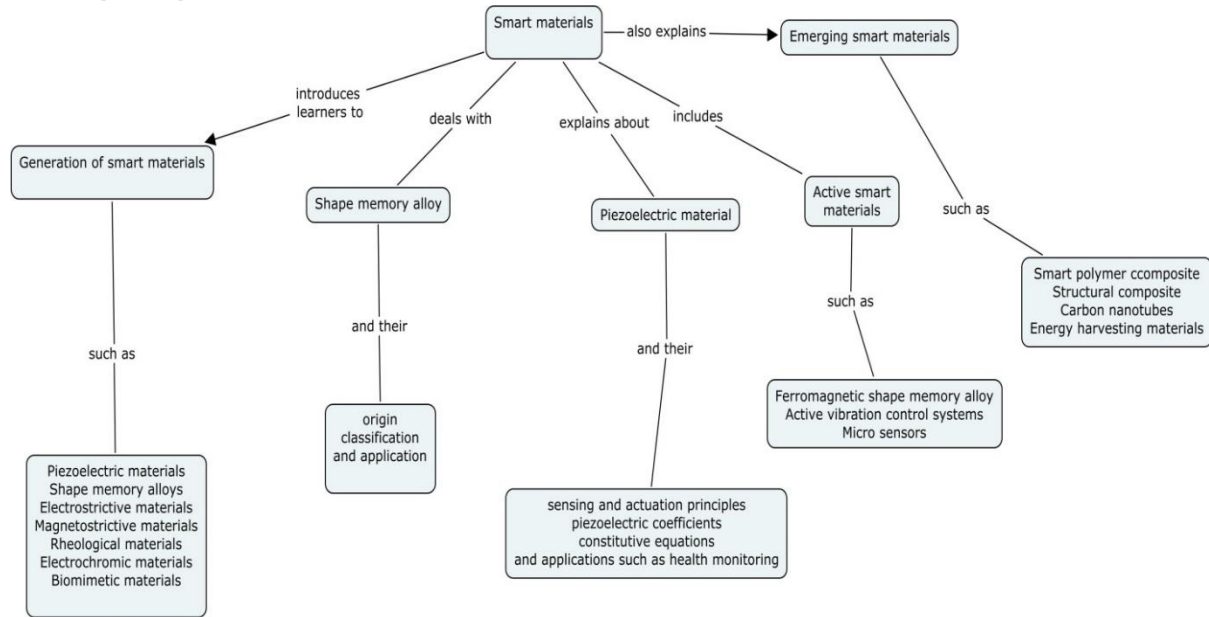 Smart materials
also explains
Emerging smart materials
introduces
learners to
deals with
explains about
includes
Generation of smart materials
Shape memory alloy
Piezoelectric material
Active smart
materials
such as
Smart polymer ccomposite
Structural composite
Carbon nanotubes
Energy harvesting materials
such as
and their
and their
such as
Ferromagnetic shape memory alloy
Active vibration control systems
Micro sensors
origin
classification
and application
Piezoelectric materials
Shape memory alloys
Electrostrictive materials
Magnetostrictive materials
Rheological materials
Electrochromic materials
Biomimetic materials
sensing and actuation principles
piezoelectric coefficients
constitutive equations
and applications such as health monitoring